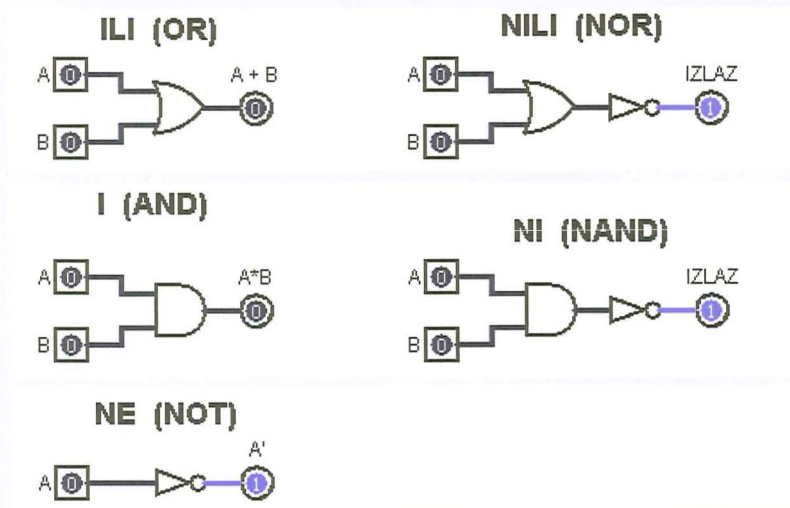 ILI (OR)
A 0
A + B
0
B 0
NILI (NOR)
A 0
IZLAZ
1
B 0
I (AND)
A 0
A*B
0
B 0
NI (NAND)
A 0
IZLAZ
1
B 0
NE (NOT)
A'
A 0
1